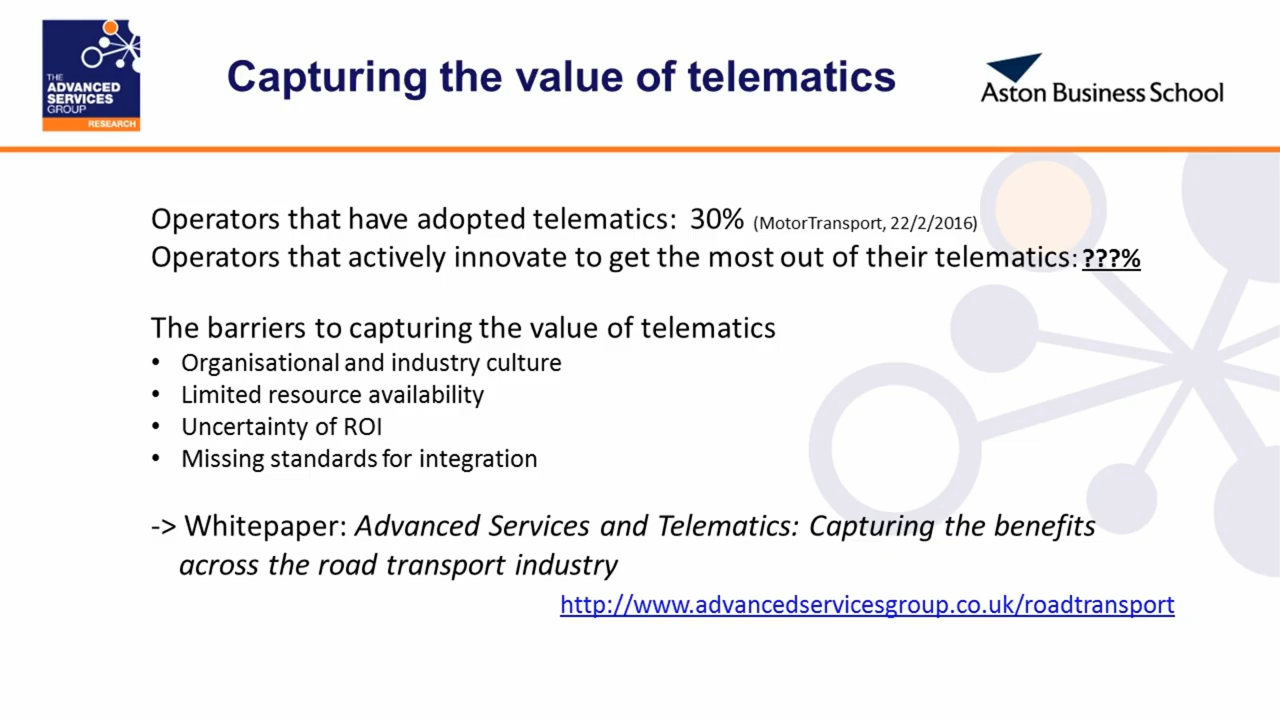 THE
ADVANCED
SERVICES
GROUP
RESEARCH
Capturing the value of telematics
Aston Business School
Operators that have adopted telematics: 30% (MotorTransport, 22/2/2016)
Operators that actively innovate to get the most out of their telematics: ???%
The barriers to capturing the value of telematics
• Organisational and industry culture
• Limited resource availability
• Uncertainty of ROI
• Missing standards for integration
-> Whitepaper: Advanced Services and Telematics: Capturing the benefits
across the road transport industry
http://www.advancedservicesgroup.co.uk/roadtransport